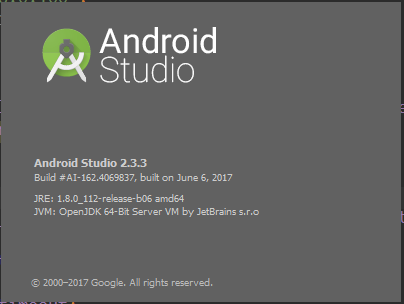 Android
Studio
Android Studio 2.3.3
Build #AI-162.4069837, built on June 6, 2017
JRE: 1.8.0_112-release-b06 amd64
JVM: OpenJDK 64-Bit Server VM by JetBrains s.r.o
© 2000–2017 Google. All rights reserved.